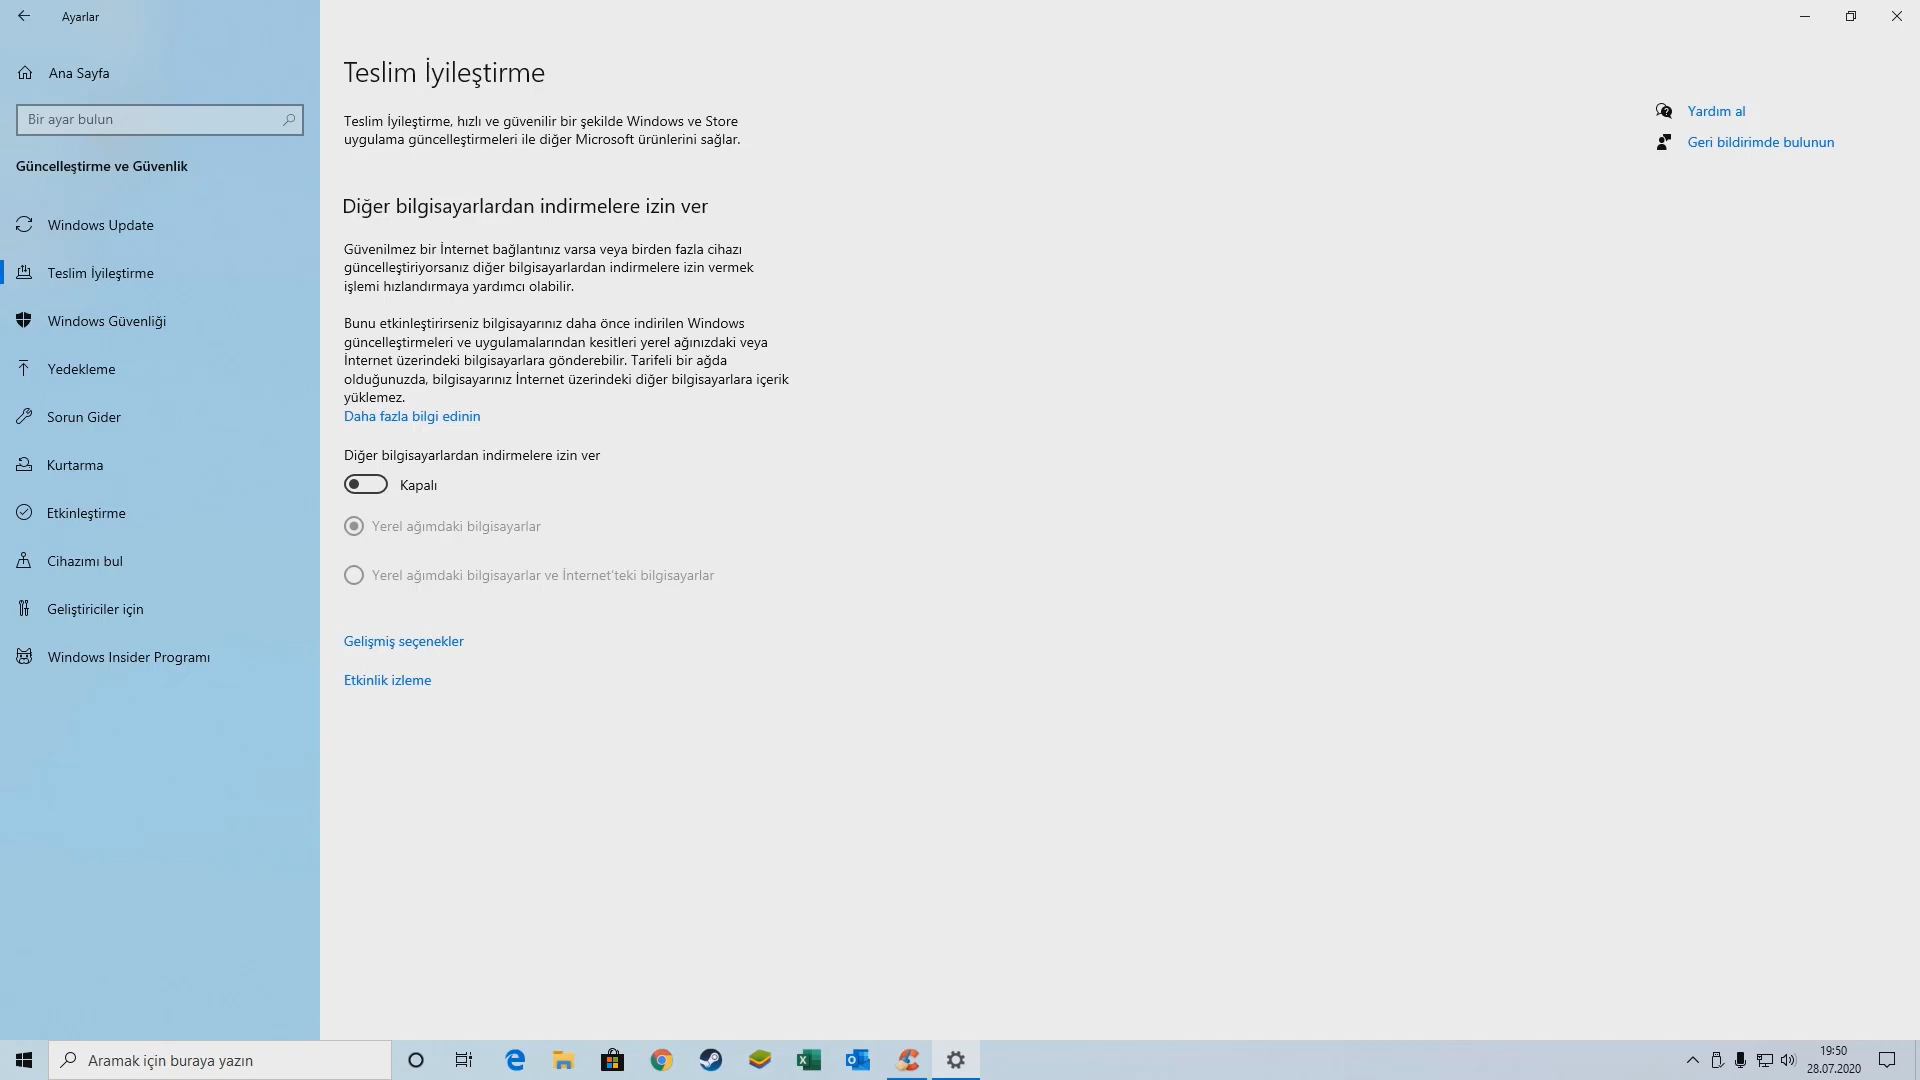 Ayarlar
Ana Sayfa
Bir ayar bulun
Güncelleştirme ve Güvenlik
Windows Update
Teslim İyileştirme
Windows Güvenliği
Yedekleme
Sorun Gider
Kurtarma
Etkinleştirme
Cihazımı bul
Geliştiriciler için
Windows Insider Programı
Teslim İyileştirme
Teslim İyileştirme, hızlı ve güvenilir bir şekilde Windows ve Store
uygulama güncelleştirmeleri ile diğer Microsoft ürünlerini sağlar.
Diğer bilgisayarlardan indirmelere izin ver
Güvenilmez bir İnternet bağlantınız varsa veya birden fazla cihazı
güncelleştiriyorsanız diğer bilgisayarlardan indirmelere izin vermek
işlemi hızlandırmaya yardımcı olabilir.
Bunu etkinleştirirseniz bilgisayarınız daha önce indirilen Windows
güncelleştirmeleri ve uygulamalarından kesitleri yerel ağınızdaki veya
İnternet üzerindeki bilgisayarlara gönderebilir. Tarifeli bir ağda
olduğunuzda, bilgisayarınız İnternet üzerindeki diğer bilgisayarlara içerik
yüklemez.
Daha fazla bilgi edinin
Diğer bilgisayarlardan indirmelere izin ver
Kapalı
Yerel ağımdaki bilgisayarlar
Yerel ağımdaki bilgisayarlar ve İnternet'teki bilgisayarlar
Gelişmiş seçenekler
Etkinlik izleme
Yardım al
Geri bildirimde bulunun
Aramak için buraya yazın
19:50
28.07.2020